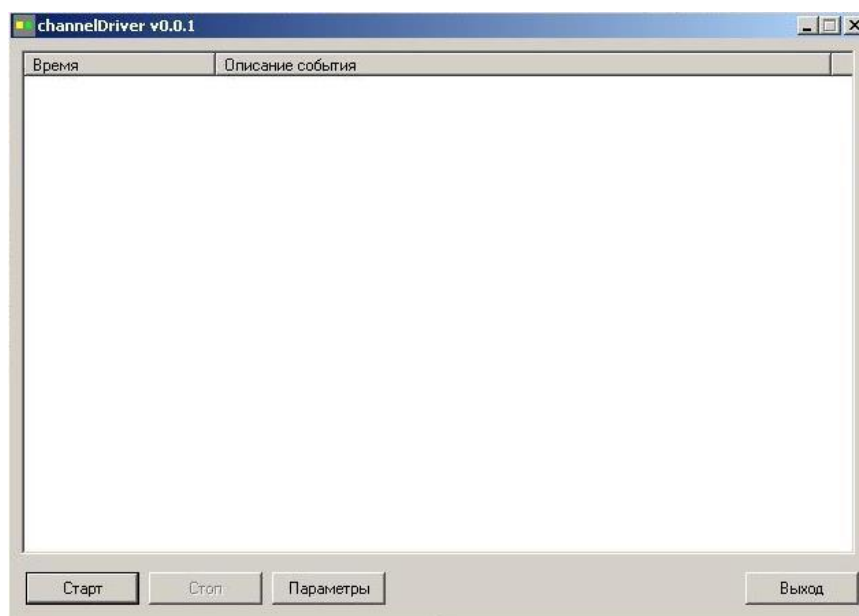 channelDriver v0.0.1
Время Описание события
Старт Стоп Параметры Выход